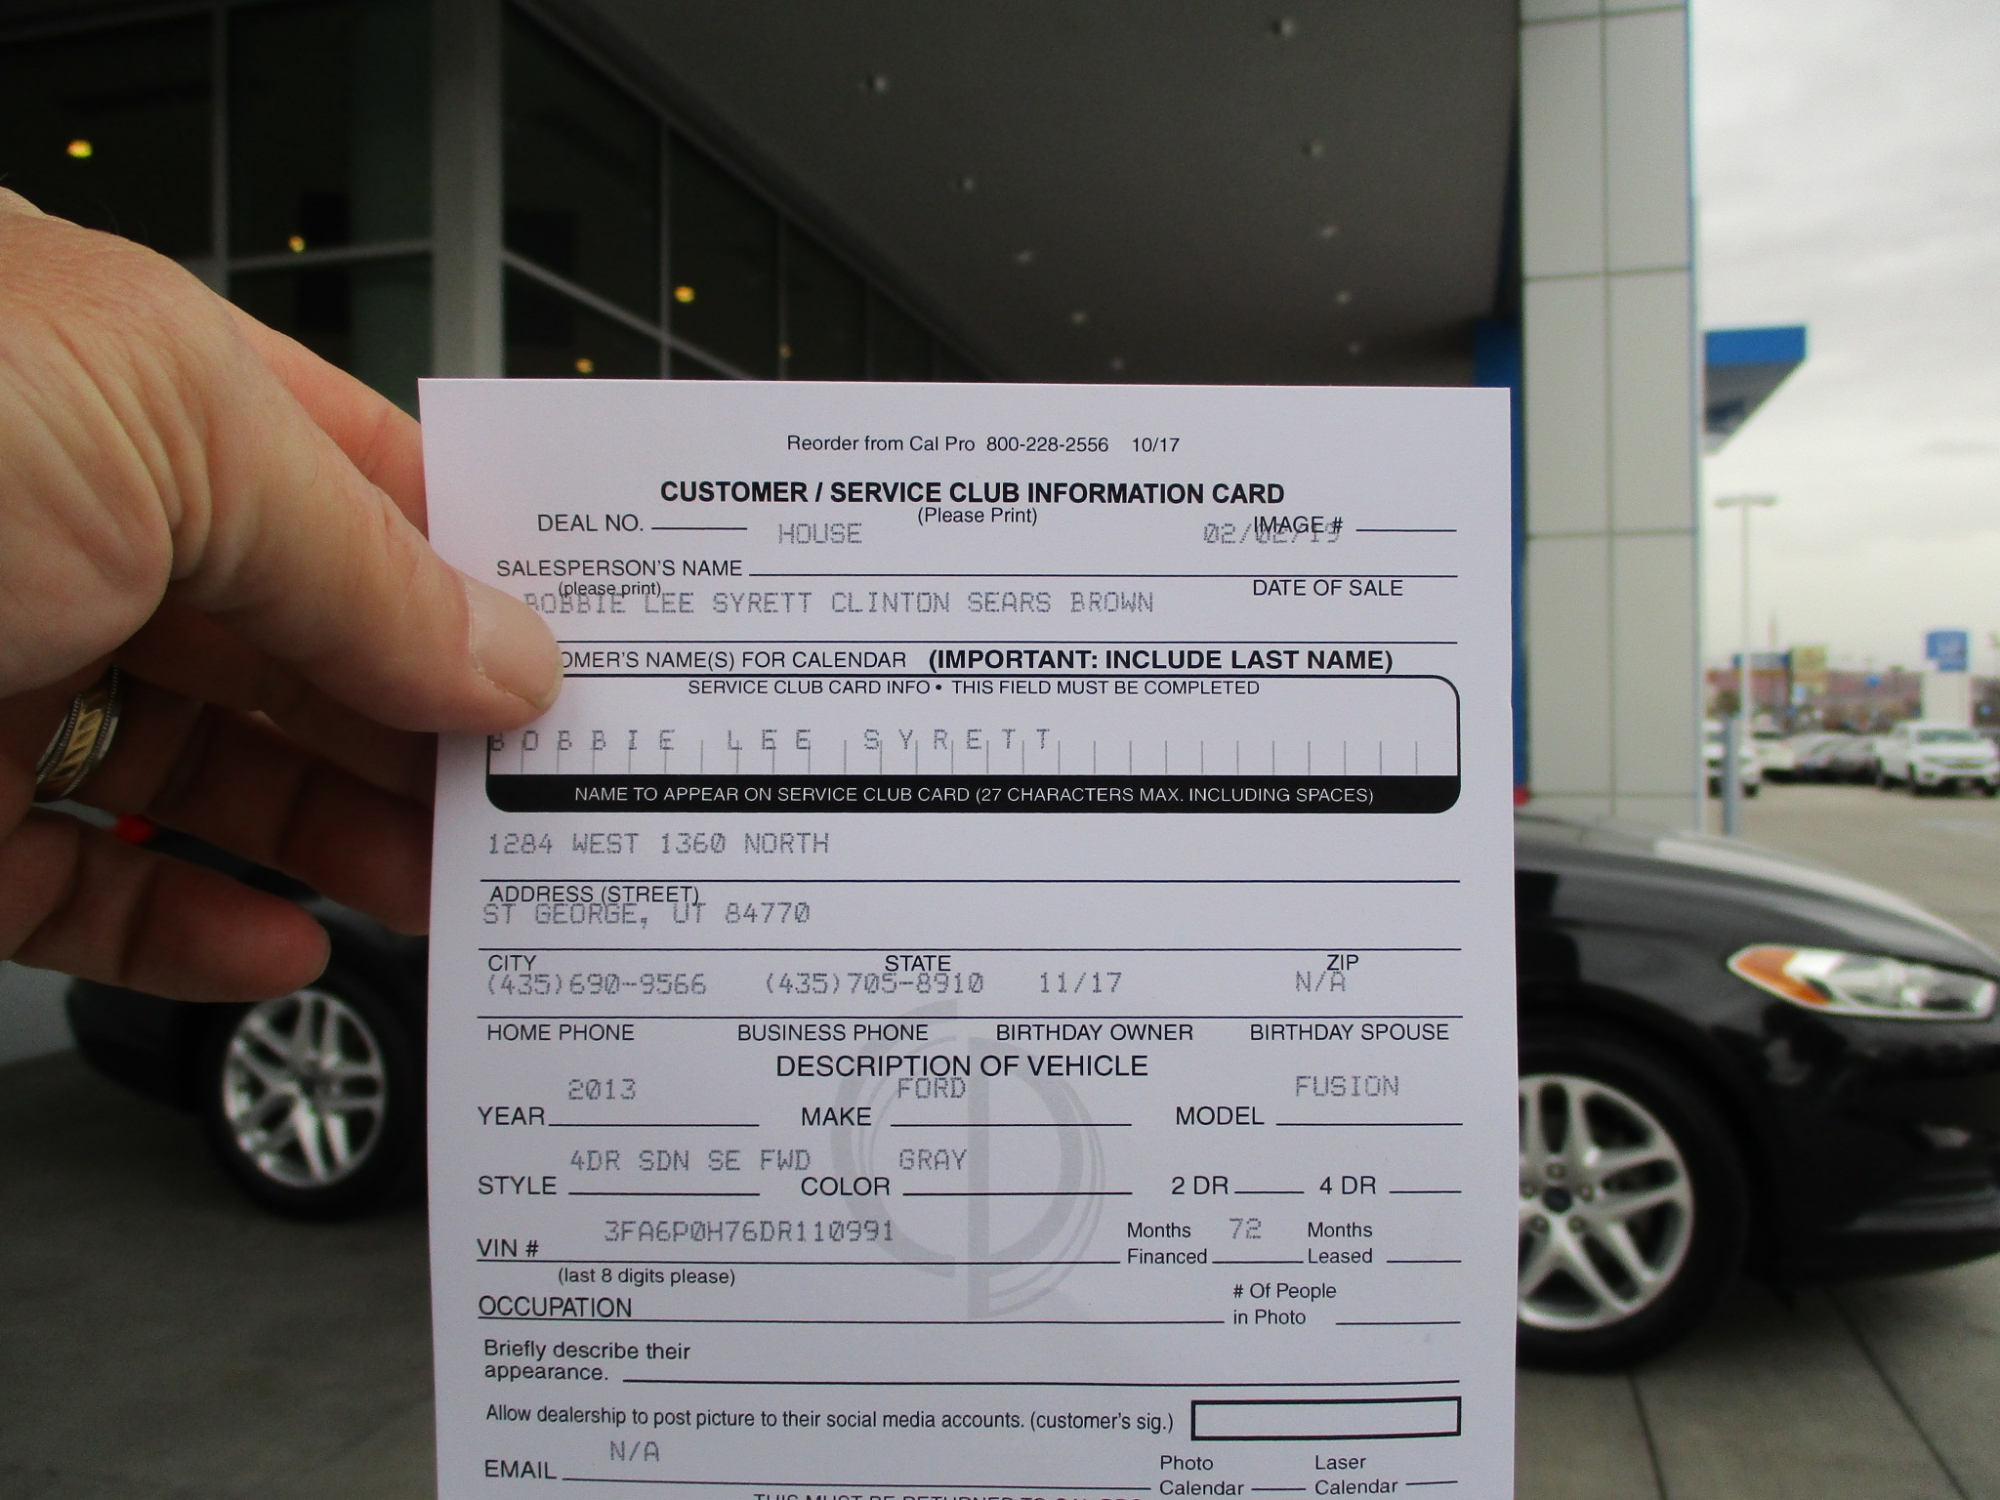 Reorder from Cal Pro 800-228-2556 10/17
CUSTOMER / SERVICE CLUB INFORMATION CARD
(Please Print)
DEAL NO. HOUSE 02/02/19 IMAGE #
SALESPERSON'S NAME
(please print) DATE OF SALE
BOBBIE LEE SYRETT CLINTON SEARS BROWN
OMER'S NAME(S) FOR CALENDAR (IMPORTANT: INCLUDE LAST NAME)
SERVICE CLUB CARD INFO • THIS FIELD MUST BE COMPLETED
BOBBIE LEE SYRETT
NAME TO APPEAR ON SERVICE CLUB CARD (27 CHARACTERS MAX. INCLUDING SPACES)
1284 WEST 1360 NORTH
ADDRESS (STREET)
ST GEORGE, UT 84770
CITY STATE ZIP
(435)690-9566 (435)705-8910 11/17 N/A
HOME PHONE BUSINESS PHONE BIRTHDAY OWNER BIRTHDAY SPOUSE
DESCRIPTION OF VEHICLE
2013 FORD FUSION
YEAR MAKE MODEL
4DR SDN SE FWD GRAY
STYLE COLOR 2 DR 4 DR
3FA6P0H76DR110991 Months 72 Months
VIN # Financed Leased
(last 8 digits please)
# Of People
OCCUPATION in Photo
Briefly describe their
appearance.
Allow dealership to post picture to their social media accounts. (customer's sig.)
N/A
EMAIL Photo Calendar Laser Calendar